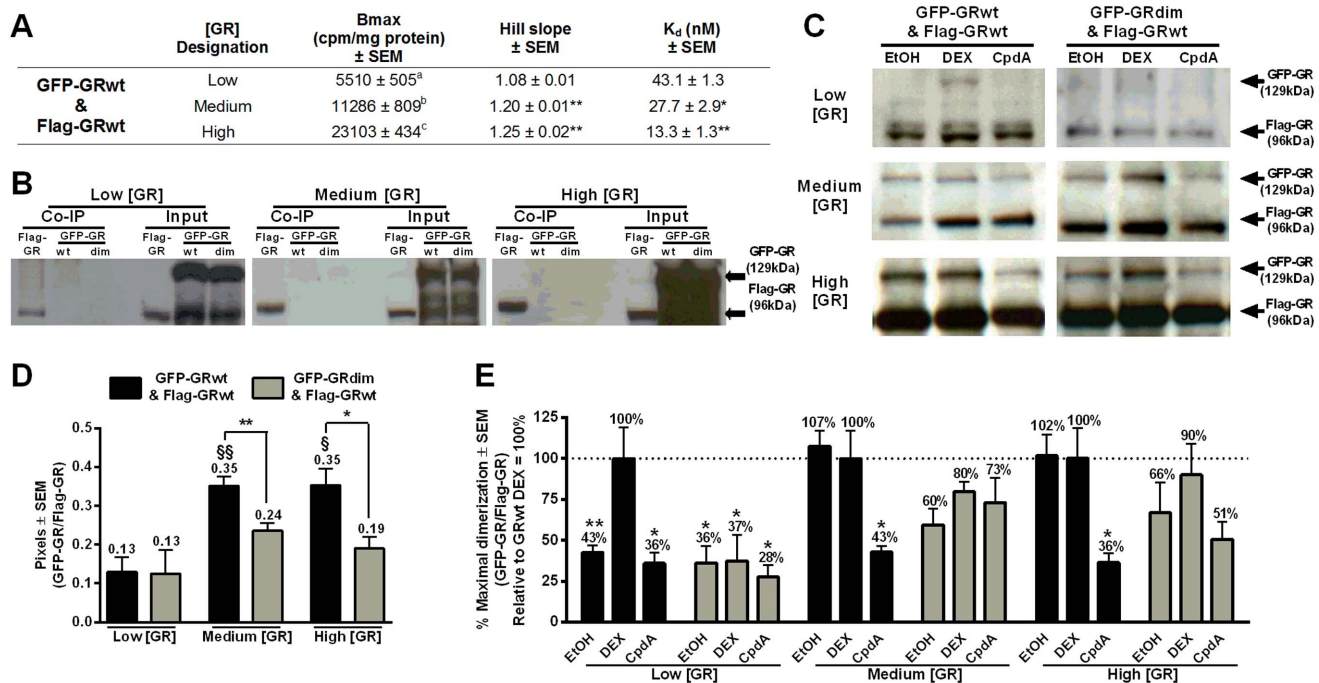 A
[GR] Designation
Bmax (cpm/mg protein) ± SEM
Hill slope ± SEM
Kd (nM) ± SEM
GFP-GRwt & Flag-GRwt
Low 5510 ± 505a 1.08 ± 0.01 43.1 ± 1.3
Medium 11286 ± 809b 1.20 ± 0.01** 27.7 ± 2.9*
High 23103 ± 434c 1.25 ± 0.02** 13.3 ± 1.3**
B
Low [GR] Medium [GR] High [GR]
Co-IP Input Co-IP Input Co-IP Input
Flag-GR GFP-GR Flag-GR GFP-GR Flag-GR GFP-GR Flag-GR GFP-GR Flag-GR GFP-GR Flag-GR GFP-GR
wt dim wt dim wt dim wt dim wt dim wt dim
GFP-GR
(129kDa)
Flag-GR
(96kDa)
C
GFP-GRwt & Flag-GRwt
GFP-GRdim & Flag-GRwt
EtOH DEX CpdA EtOH DEX CpdA
Low [GR]
GFP-GR
(129kDa)
Flag-GR
(96kDa)
Medium [GR]
GFP-GR
(129kDa)
Flag-GR
(96kDa)
High [GR]
GFP-GR
(129kDa)
Flag-GR
(96kDa)
D
GFP-GRwt & Flag-GRwt
GFP-GRdim & Flag-GRwt
Pixels ± SEM
(GFP-GR/Flag-GR)
0.5
0.4
0.3
0.2
0.1
0.0
** *
§§ §
0.13 0.13 0.35 0.24 0.35 0.19
Low [GR] Medium [GR] High [GR]
E
% Maximal dimerization ± SEM
(GFP-GR/Flag-GR)
Relative to GRwt DEX = 100%
125
100
75
50
25
0
** 43% 100% * 36% * 36% * 37% * 28% 107% 100% * 43% 60% 80% 73% 102% 100% * 36% 66% 90% 51%
EtOH DEX CpdA EtOH DEX CpdA EtOH DEX CpdA EtOH DEX CpdA EtOH DEX CpdA EtOH DEX CpdA
Low [GR] Medium [GR] High [GR]